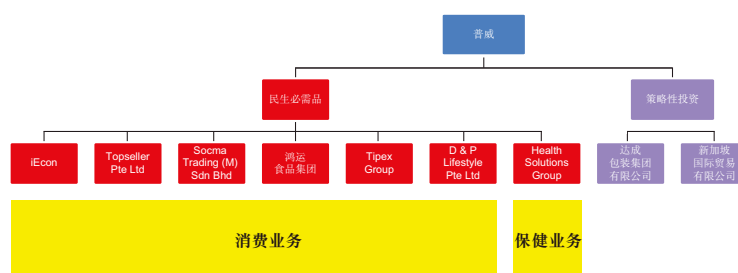 普威
民生必需品
策略性投资
iEcon
Topseller
Pte Ltd
Socma
Trading (M)
Sdn Bhd
鸿运
食品集团
Tipex
Group
D & P
Lifestyle
Pte Ltd
Health
Solutions
Group
达成
包装集团
有限公司
新加坡
国际贸易
有限公司
消费业务
保健业务